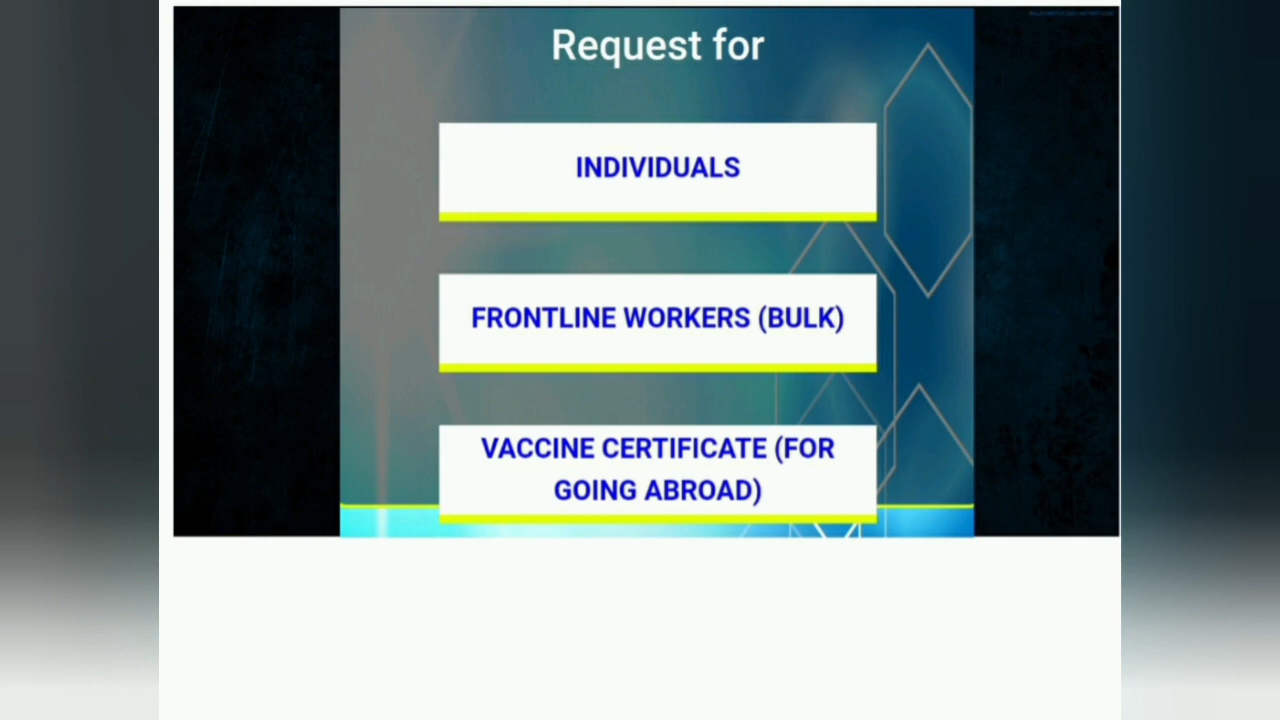 Request for
INDIVIDUALS
FRONTLINE WORKERS (BULK)
VACCINE CERTIFICATE (FOR
GOING ABROAD)